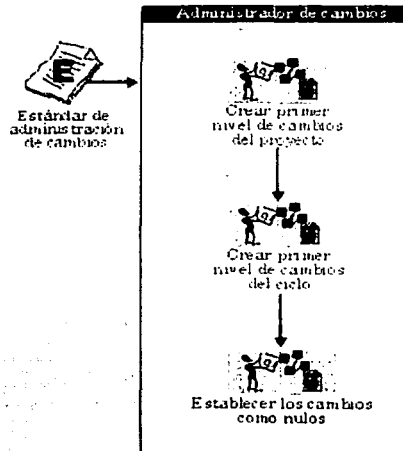 Administrador de cambios
E
Estándar de
administración
de cambios
Crear primer
nivel de cambios
del proyecto
Crear primer
nivel de cambios
del ciclo
Establecer los cambios
como nulos